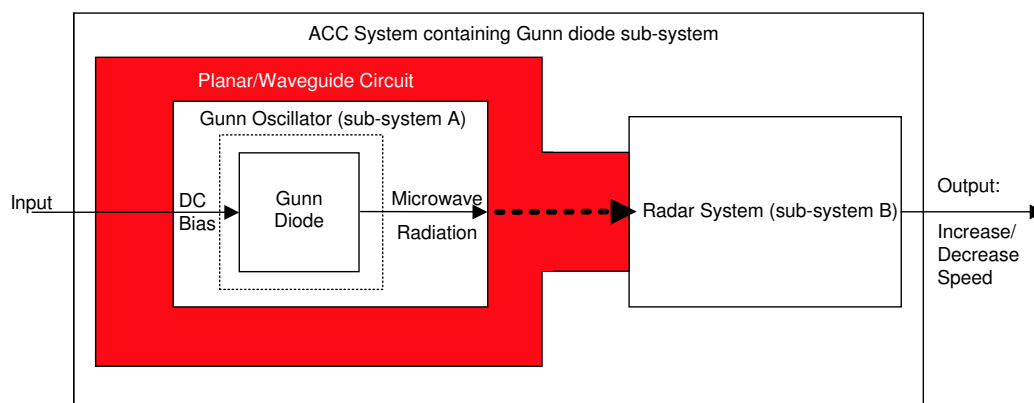 ACC System containing Gunn diode sub-system
Planar/Waveguide Circuit
Gunn Oscillator (sub-system A)
Input
DC
Bias
Gunn
Diode
Microwave
Radiation
Radar System (sub-system B)
Output:
Increase/
Decrease
Speed